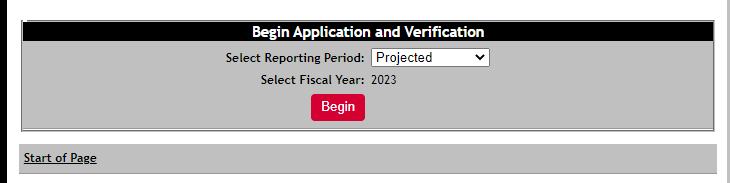 Begin Application and Verification
Select Reporting Period: Projected
Select Fiscal Year: 2023
Begin
Start of Page